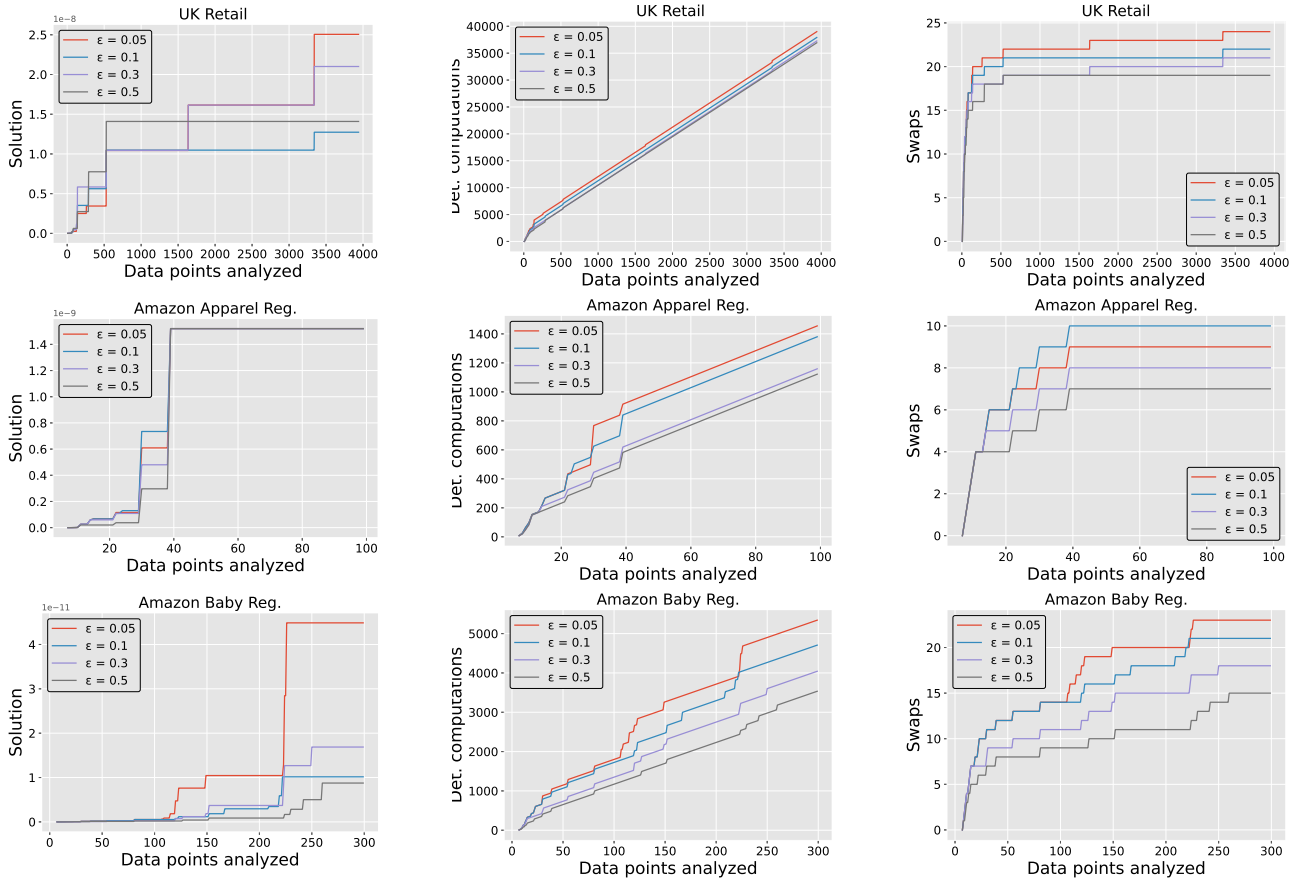 UK Retail
1e−8
2.5
2.0
1.5
1.0
0.5
0.0
Solution
ε = 0.05
ε = 0.1
ε = 0.3
ε = 0.5
0 500 1000 1500 2000 2500 3000 3500 4000
Data points analyzed
UK Retail
40000
35000
30000
25000
20000
15000
10000
5000
0
Det. computations
ε = 0.05
ε = 0.1
ε = 0.3
ε = 0.5
0 500 1000 1500 2000 2500 3000 3500 4000
Data points analyzed
UK Retail
25
20
15
10
5
0
Swaps
ε = 0.05
ε = 0.1
ε = 0.3
ε = 0.5
0 500 1000 1500 2000 2500 3000 3500 4000
Data points analyzed
Amazon Apparel Reg.
1e−9
1.4
1.2
1.0
0.8
0.6
0.4
0.2
0.0
Solution
ε = 0.05
ε = 0.1
ε = 0.3
ε = 0.5
20 40 60 80 100
Data points analyzed
Amazon Apparel Reg.
1400
1200
1000
800
600
400
200
0
Det. computations
ε = 0.05
ε = 0.1
ε = 0.3
ε = 0.5
20 40 60 80 100
Data points analyzed
Amazon Apparel Reg.
10
8
6
4
2
0
Swaps
ε = 0.05
ε = 0.1
ε = 0.3
ε = 0.5
20 40 60 80 100
Data points analyzed
Amazon Baby Reg.
1e−11
4
3
2
1
0
Solution
ε = 0.05
ε = 0.1
ε = 0.3
ε = 0.5
0 50 100 150 200 250 300
Data points analyzed
Amazon Baby Reg.
5000
4000
3000
2000
1000
0
Det. computations
ε = 0.05
ε = 0.1
ε = 0.3
ε = 0.5
0 50 100 150 200 250 300
Data points analyzed
Amazon Baby Reg.
20
15
10
5
0
Swaps
ε = 0.05
ε = 0.1
ε = 0.3
ε = 0.5
0 50 100 150 200 250 300
Data points analyzed